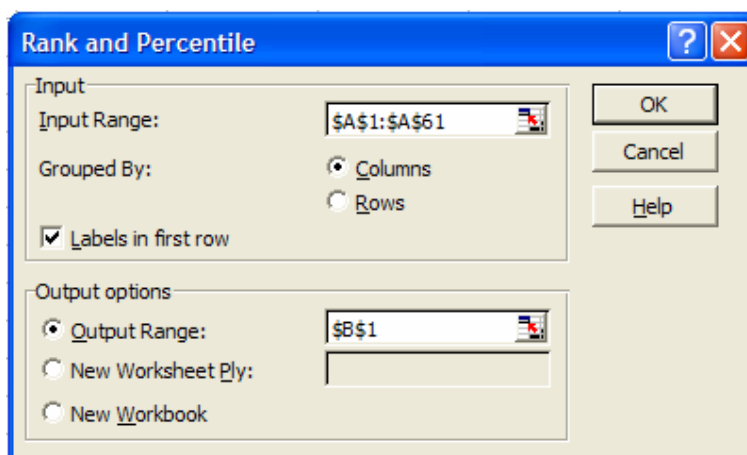 Rank and Percentile
Input
Input Range: $A$1:$A$61
Grouped By: Columns
Rows
Labels in first row
OK
Cancel
Help
Output options
Output Range: $B$1
New Worksheet Ply:
New Workbook